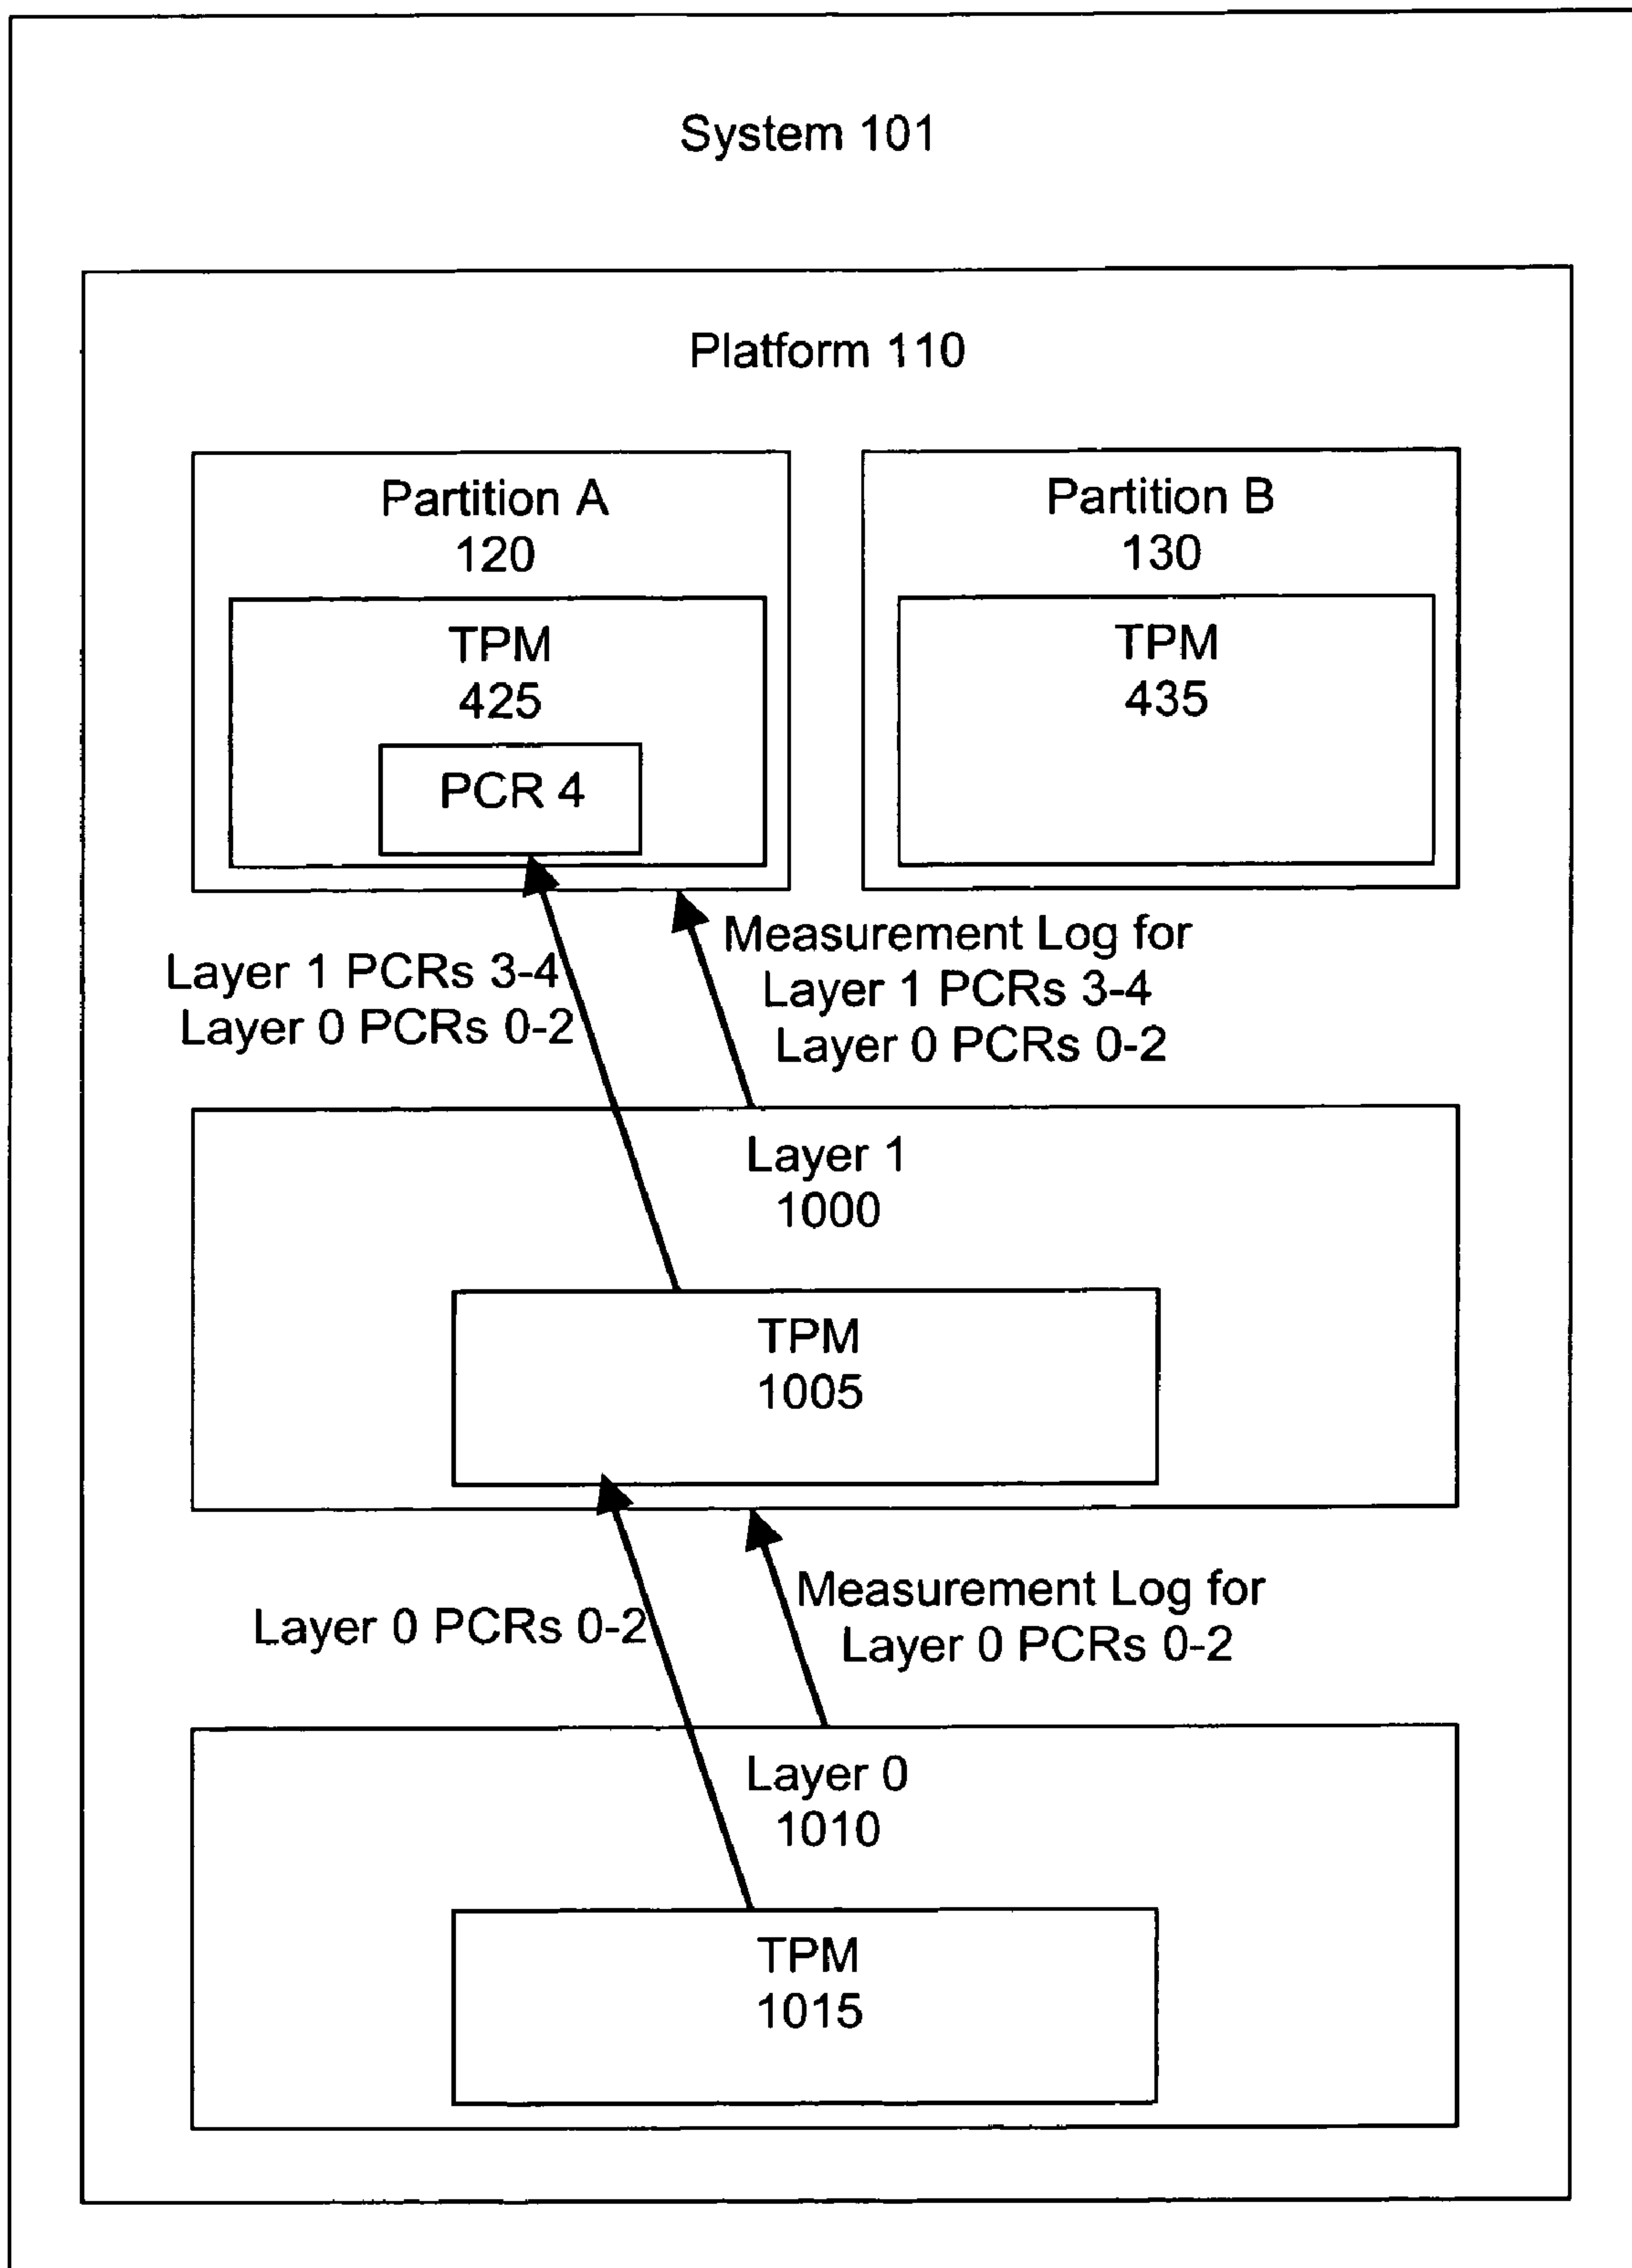 System 101
Platform 110
Partition A
120
TPM
425
PCR 4
Partition B
130
TPM
435
Layer 1 PCRs 3-4
Layer 0 PCRs 0-2
Measurement Log for
Layer 1 PCRs 3-4
Layer 0 PCRs 0-2
Layer 1
1000
TPM
1005
Layer 0 PCRs 0-2
Measurement Log for
Layer 0 PCRs 0-2
Layer 0
1010
TPM
1015